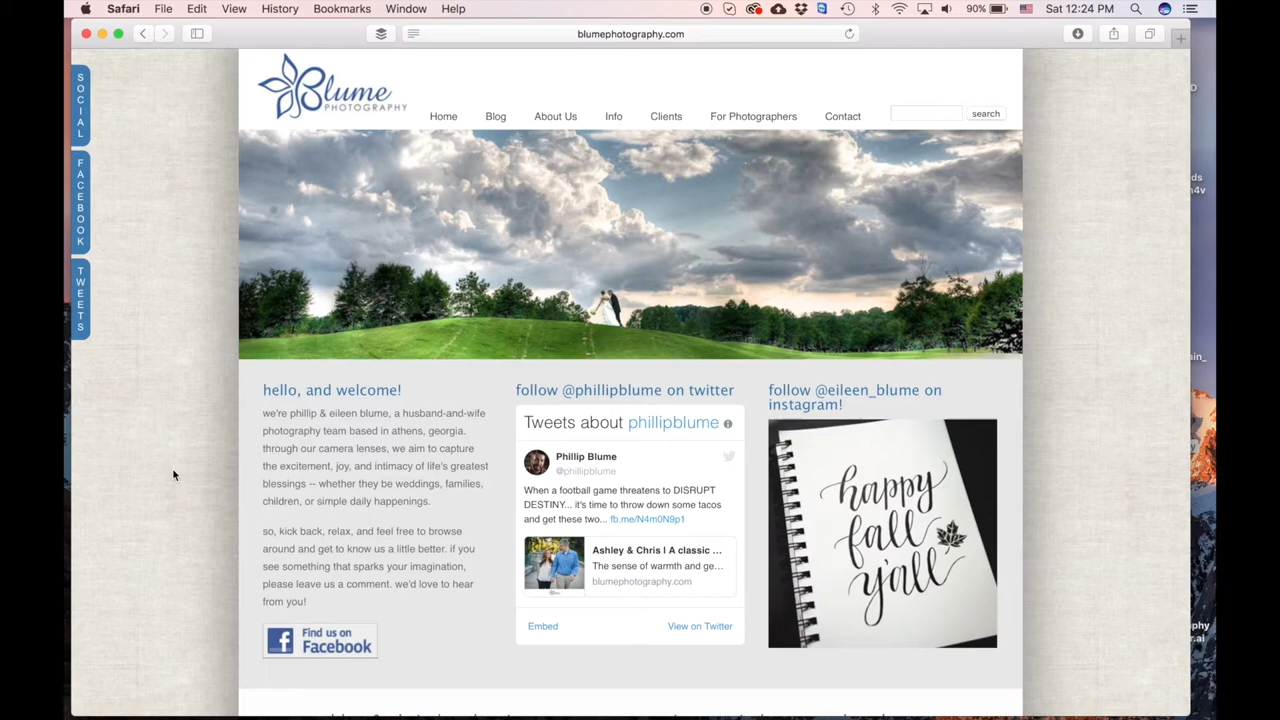 Safari File Edit View History Bookmarks Window Help 90% Sat 12:24 PM
blumephotography.com
SOCIAL
FACEBOOK
TWEETS
Blume
PHOTOGRAPHY
Home Blog About Us Info Clients For Photographers Contact search
hello, and welcome!
we're phillip & eileen blume, a husband-and-wife
photography team based in athens, georgia.
through our camera lenses, we aim to capture
the excitement, joy, and intimacy of life's greatest
blessings -- whether they be weddings, families,
children, or simple daily happenings.
so, kick back, relax, and feel free to browse
around and get to know us a little better. if you
see something that sparks your imagination,
please leave us a comment. we'd love to hear
from you!
Find us on
Facebook
follow @phillipblume on twitter
Tweets about phillipblume
Phillip Blume
@phillipblume
When a football game threatens to DISRUPT
DESTINY... it's time to throw down some tacos
and get these two... fb.me/N4m0N9p1
Ashley & Chris | A classic ...
The sense of warmth and ge...
blumephotography.com
Embed View on Twitter
follow @eileen_blume on
instagram!
happy
fall
y'all